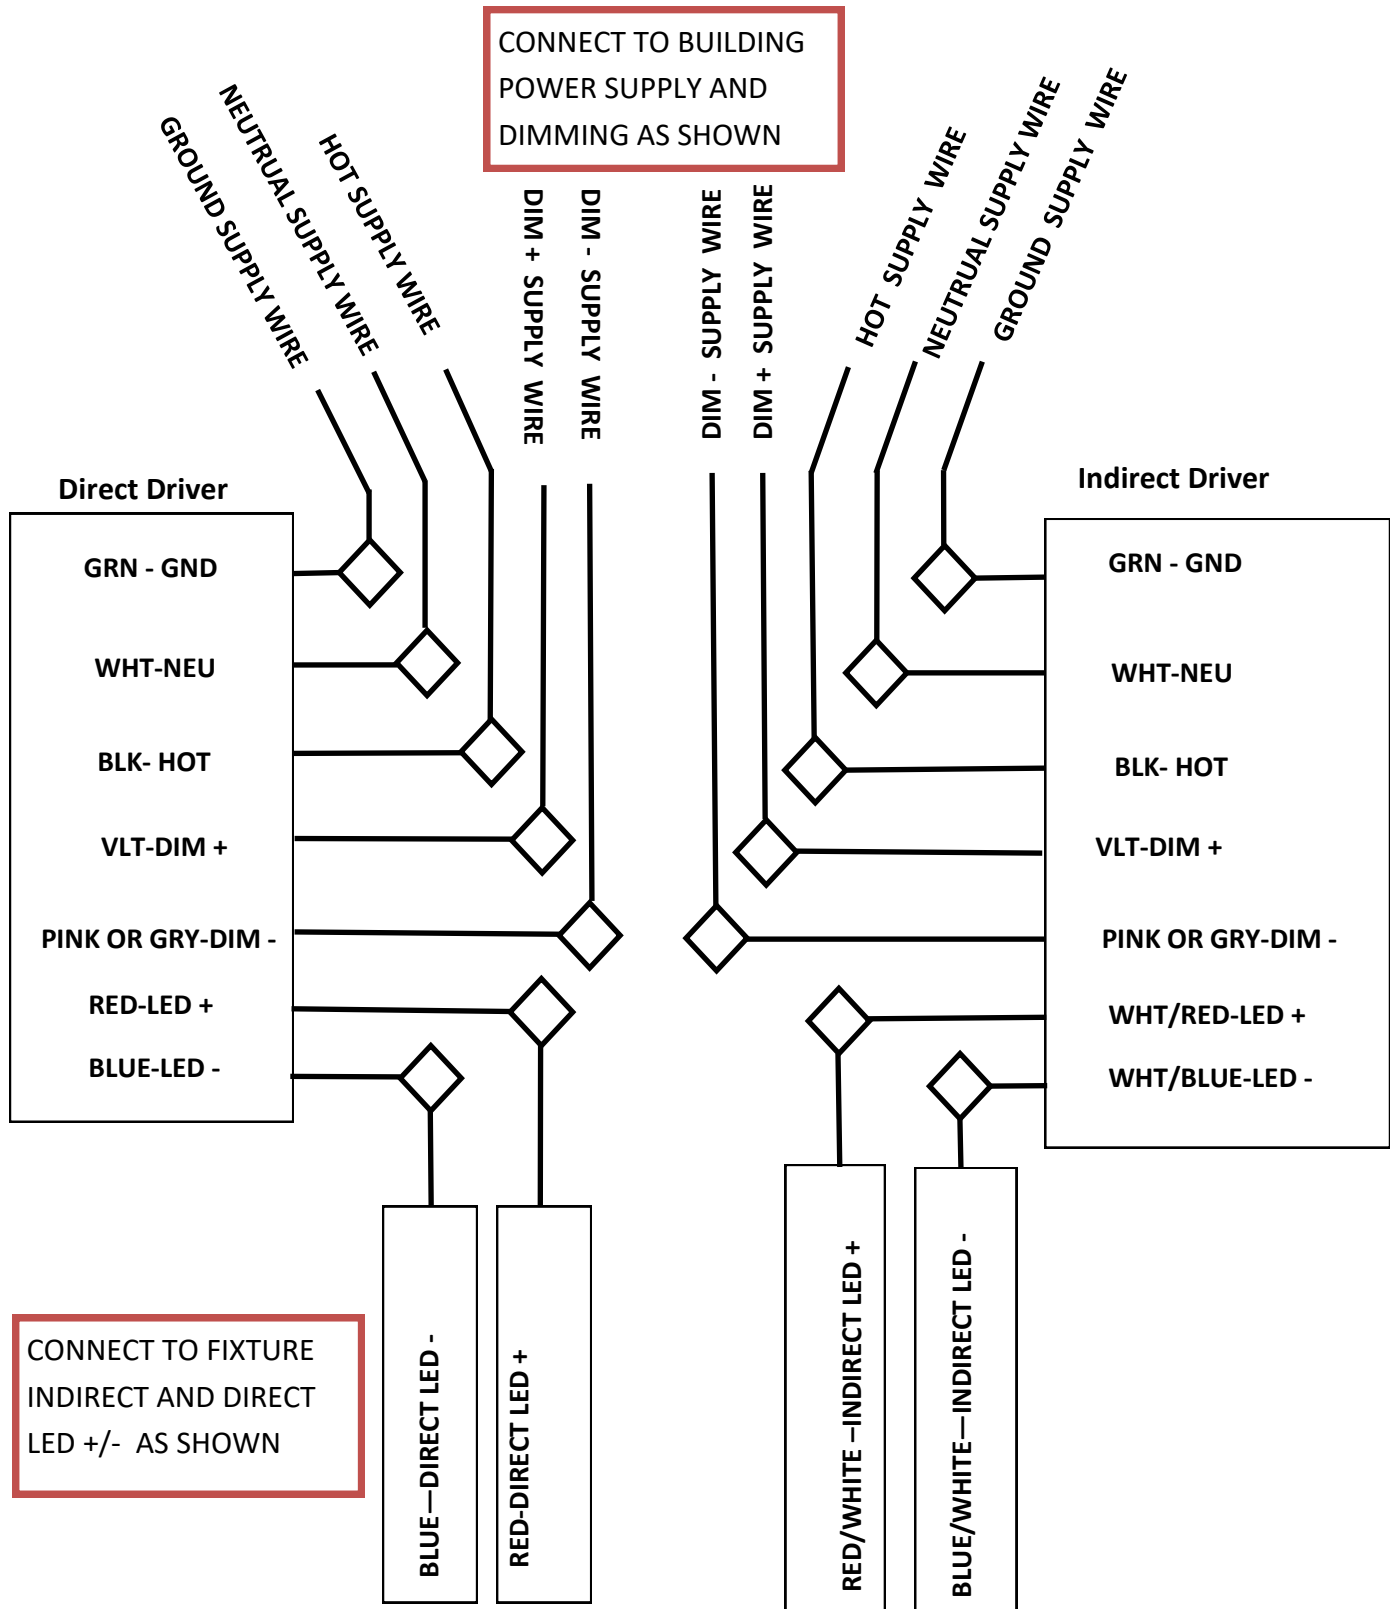 CONNECT TO BUILDING
POWER SUPPLY AND
DIMMING AS SHOWN
GROUND SUPPLY WIRE
NEUTRUAL SUPPLY WIRE
HOT SUPPLY WIRE
DIM + SUPPLY WIRE
DIM - SUPPLY WIRE
DIM - SUPPLY WIRE
DIM + SUPPLY WIRE
HOT SUPPLY WIRE
NEUTRUAL SUPPLY WIRE
GROUND SUPPLY WIRE
Direct Driver
GRN - GND
WHT-NEU
BLK- HOT
VLT-DIM +
PINK OR GRY-DIM -
RED-LED +
BLUE-LED -
Indirect Driver
GRN - GND
WHT-NEU
BLK- HOT
VLT-DIM +
PINK OR GRY-DIM -
WHT/RED-LED +
WHT/BLUE-LED -
CONNECT TO FIXTURE
INDIRECT AND DIRECT
LED +/- AS SHOWN
BLUE—DIRECT LED -
RED-DIRECT LED +
RED/WHITE –INDIRECT LED +
BLUE/WHITE—INDIRECT LED -